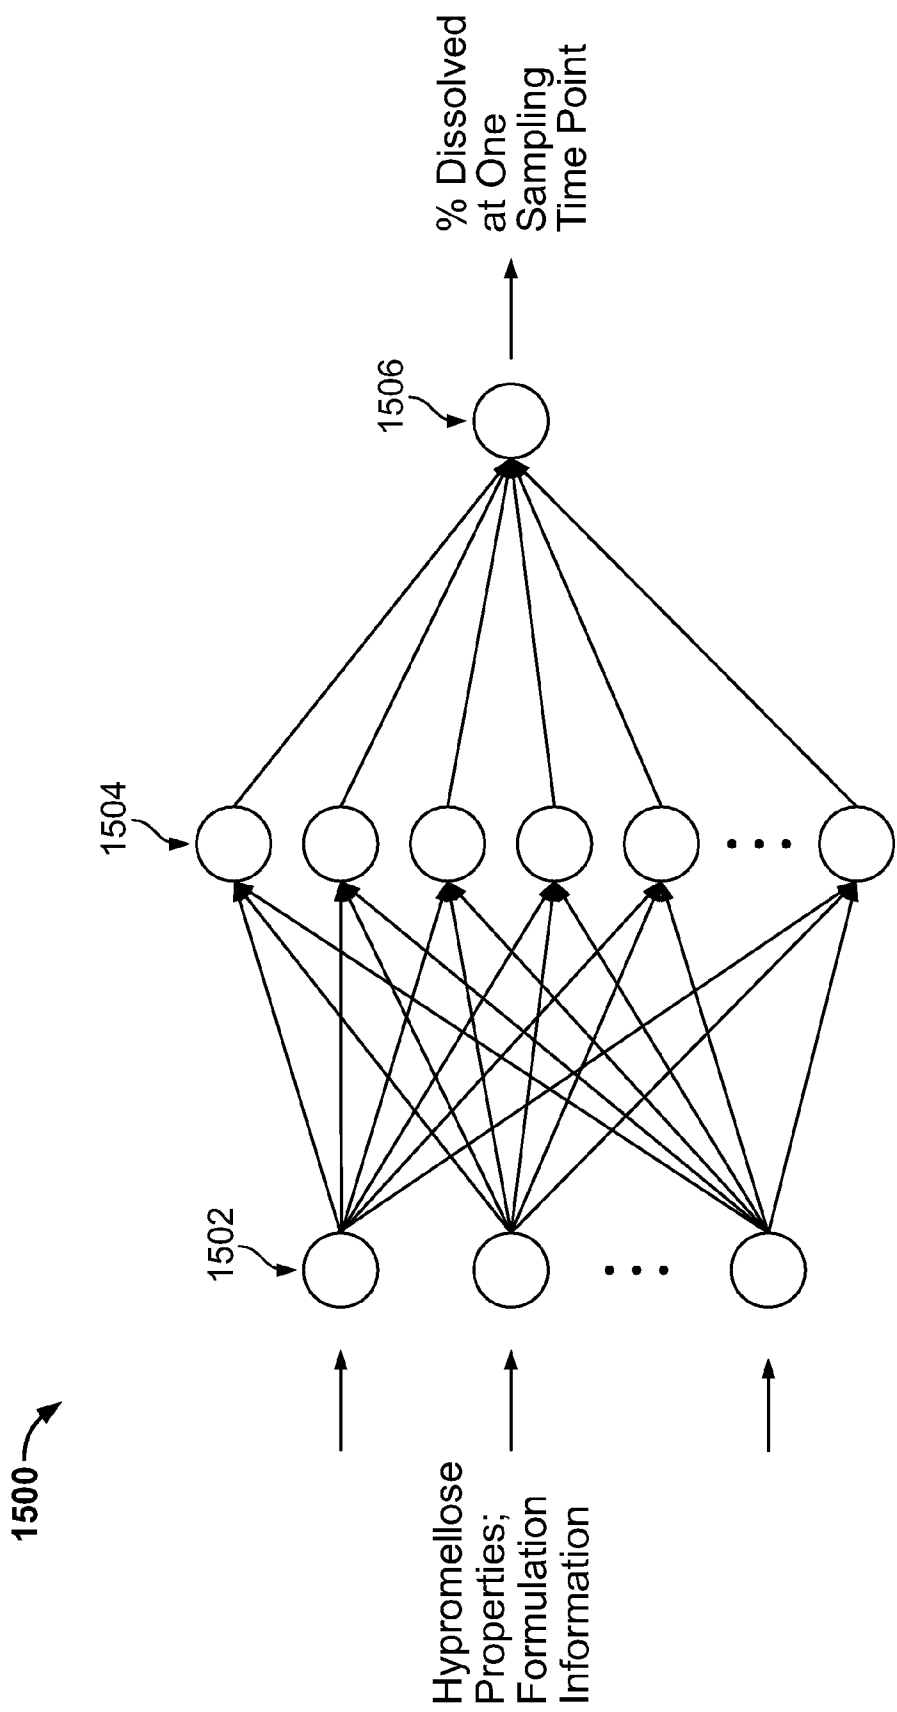 1500
Hypromellose
Properties;
Formulation
Information
1502
1504
1506
% Dissolved
at One
Sampling
Time Point